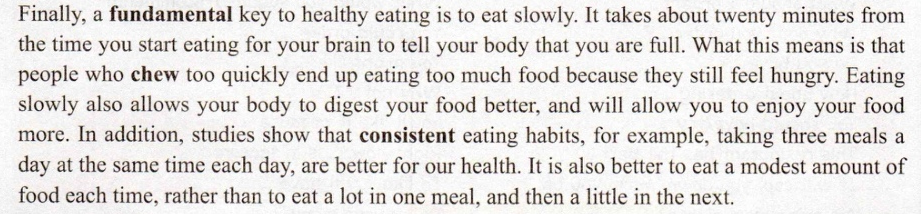 Finally, a fundamental key to healthy eating is to eat slowly. It takes about twenty minutes from
the time you start eating for your brain to tell your body that you are full. What this means is that
people who chew too quickly end up eating too much food because they still feel hungry. Eating
slowly also allows your body to digest your food better, and will allow you to enjoy your food
more. In addition, studies show that consistent eating habits, for example, taking three meals a
day at the same time each day, are better for our health. It is also better to eat a modest amount of
food each time, rather than to eat a lot in one meal, and then a little in the next.